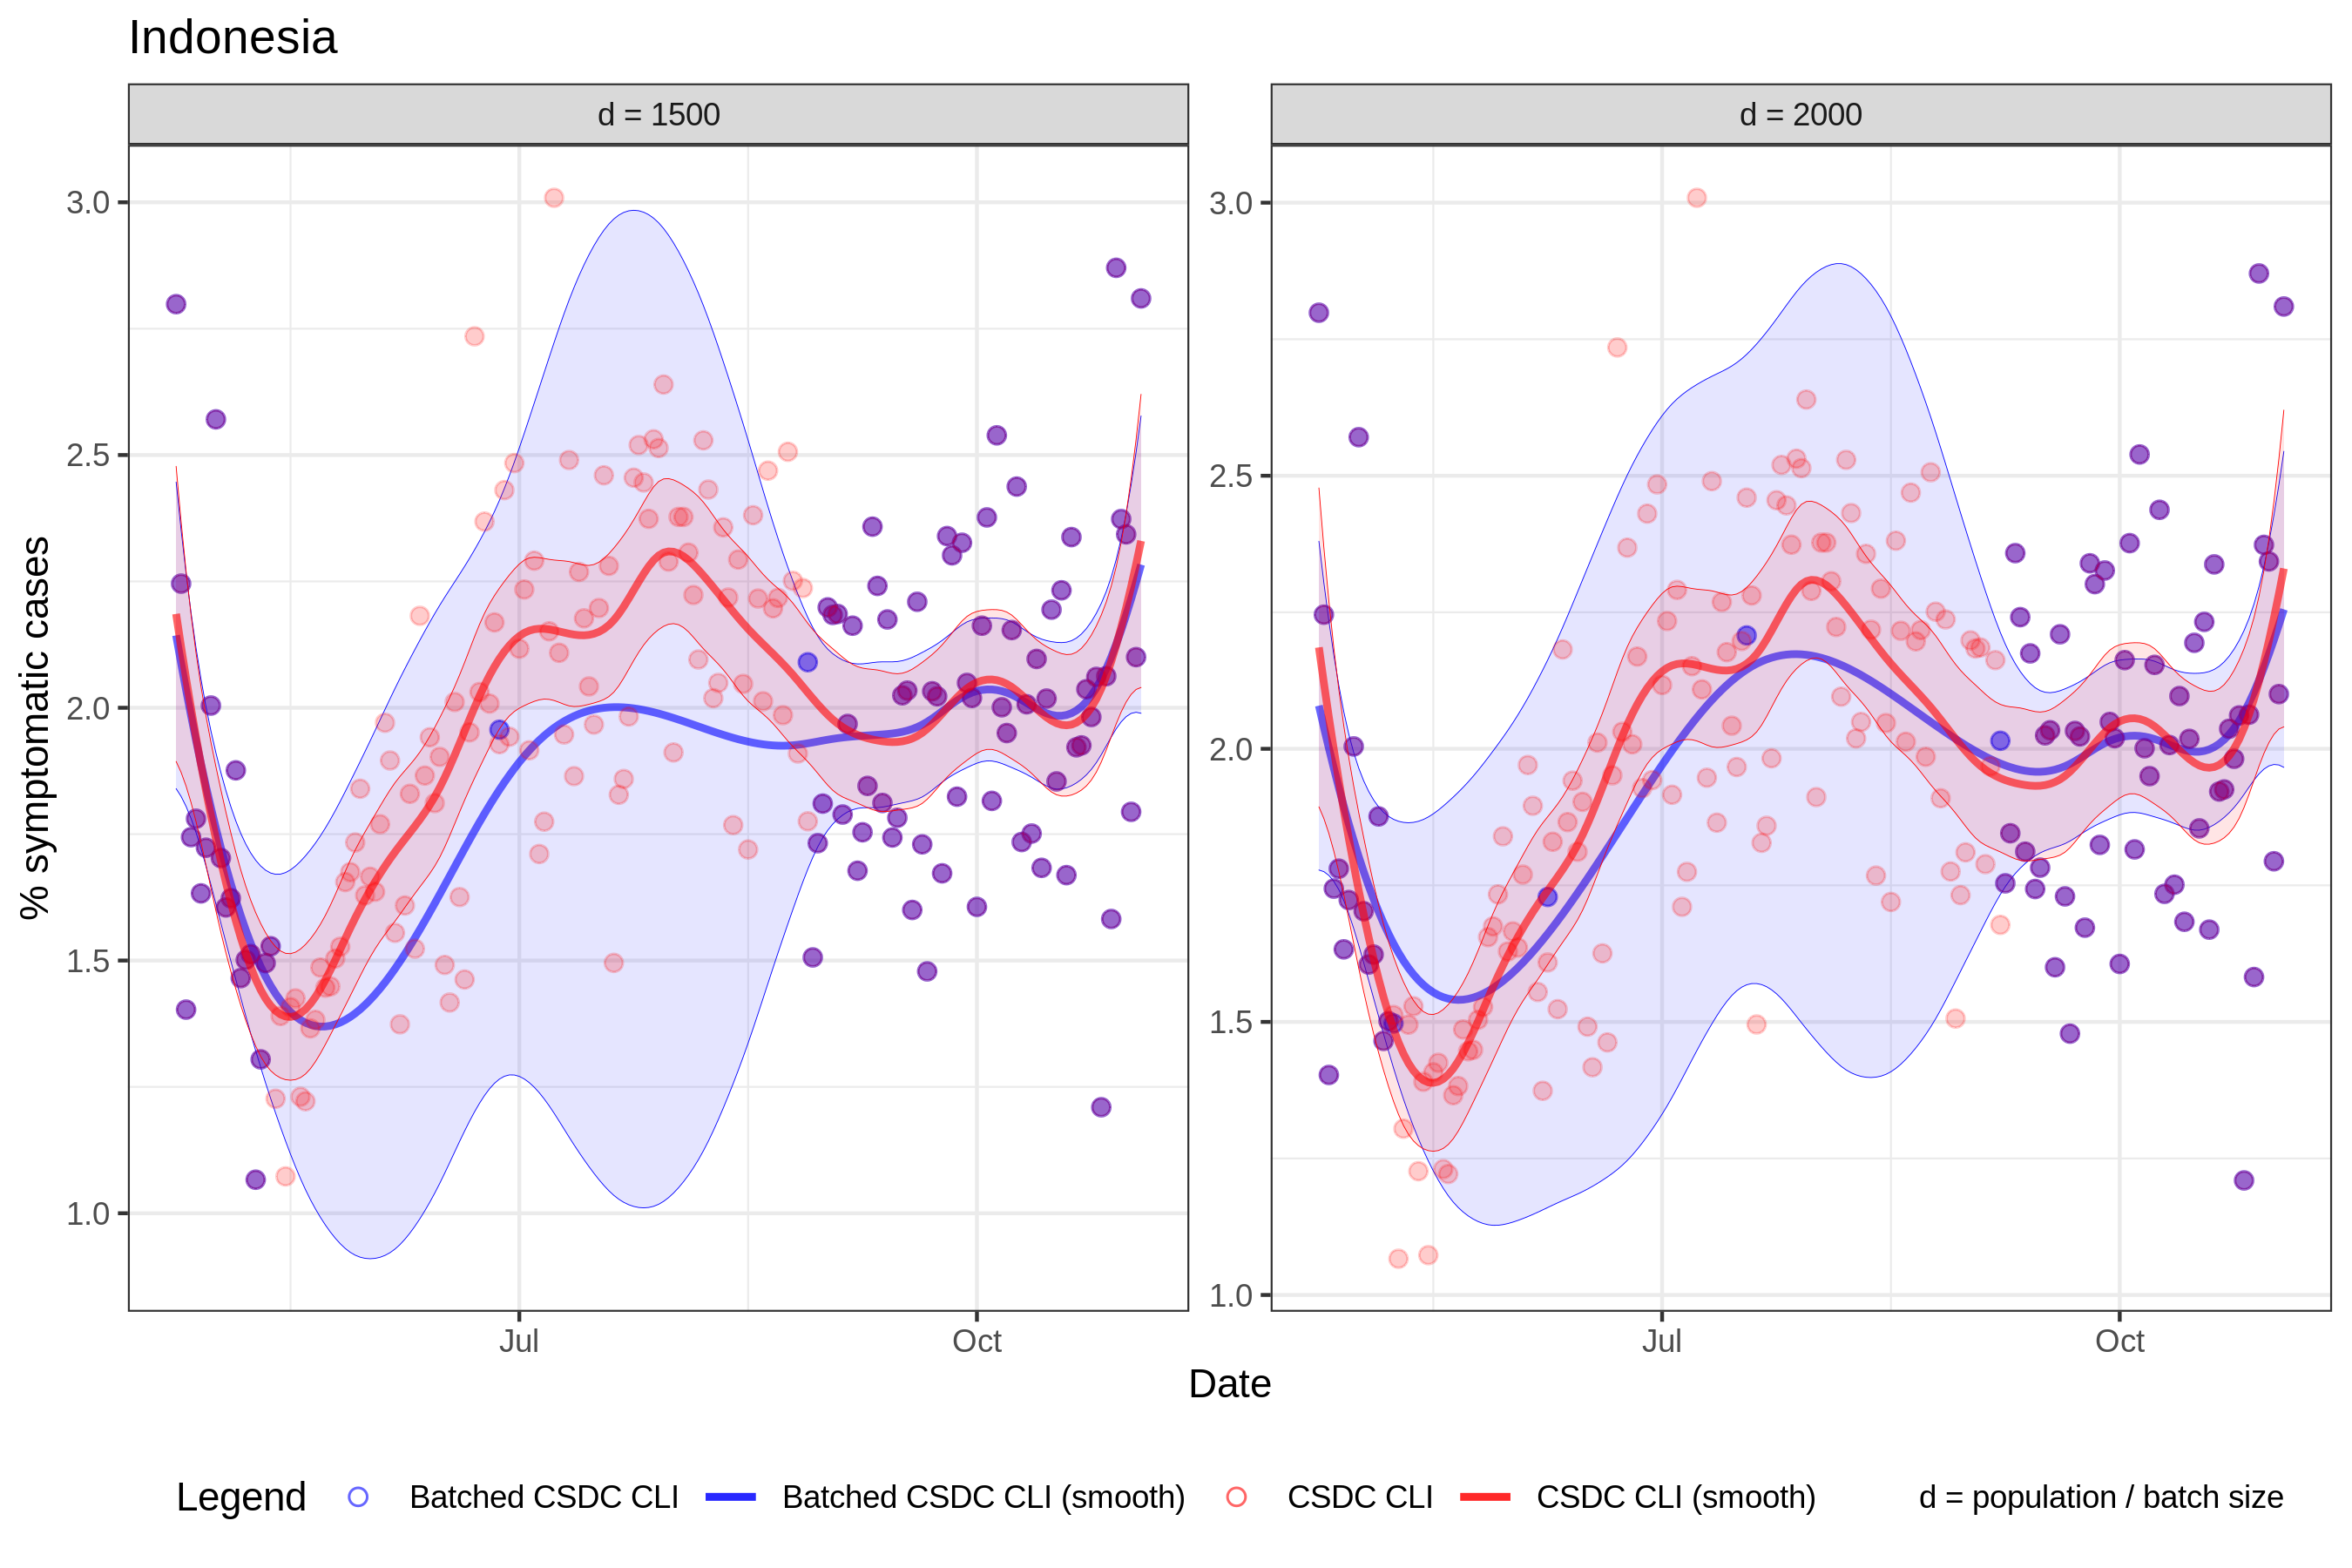 Indonesia
d = 1500
d = 2000
% symptomatic cases
3.0
2.5
2.0
1.5
1.0
3.0
2.5
2.0
1.5
1.0
Jul
Oct
Jul
Oct
Date
Legend
Batched CSDC CLI
Batched CSDC CLI (smooth)
CSDC CLI
CSDC CLI (smooth)
d = population / batch size